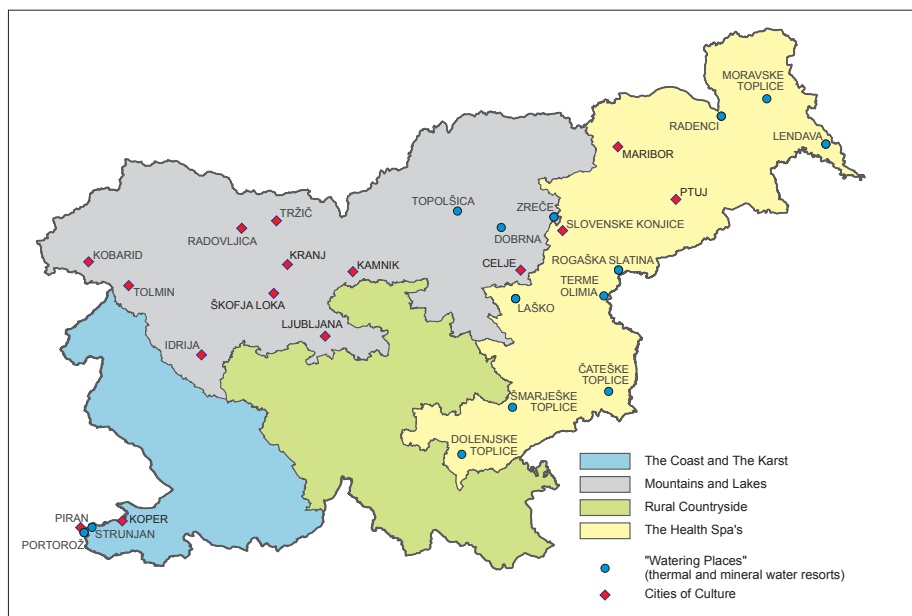 MORAVSKE
TOPLICE
RADENCI
LENDAVA
MARIBOR
PTUJ
TOPOLŠICA
ZREČE
TRŽIČ
DOBRNA
SLOVENSKE KONJICE
RADOVLJICA
KOBARID
KRANJ
KAMNIK
CELJE
ROGAŠKA SLATINA
TERME
OLIMIA
TOLMIN
ŠKOFJA LOKA
LAŠKO
LJUBLJANA
IDRIJA
ČATEŠKE
TOPLICE
ŠMARJEŠKE
TOPLICE
DOLENJSKE
TOPLICE
PIRAN
KOPER
STRUNJAN
PORTOROŽ
The Coast and The Karst
Mountains and Lakes
Rural Countryside
The Health Spa's
"Watering Places"
(thermal and mineral water resorts)
Cities of Culture